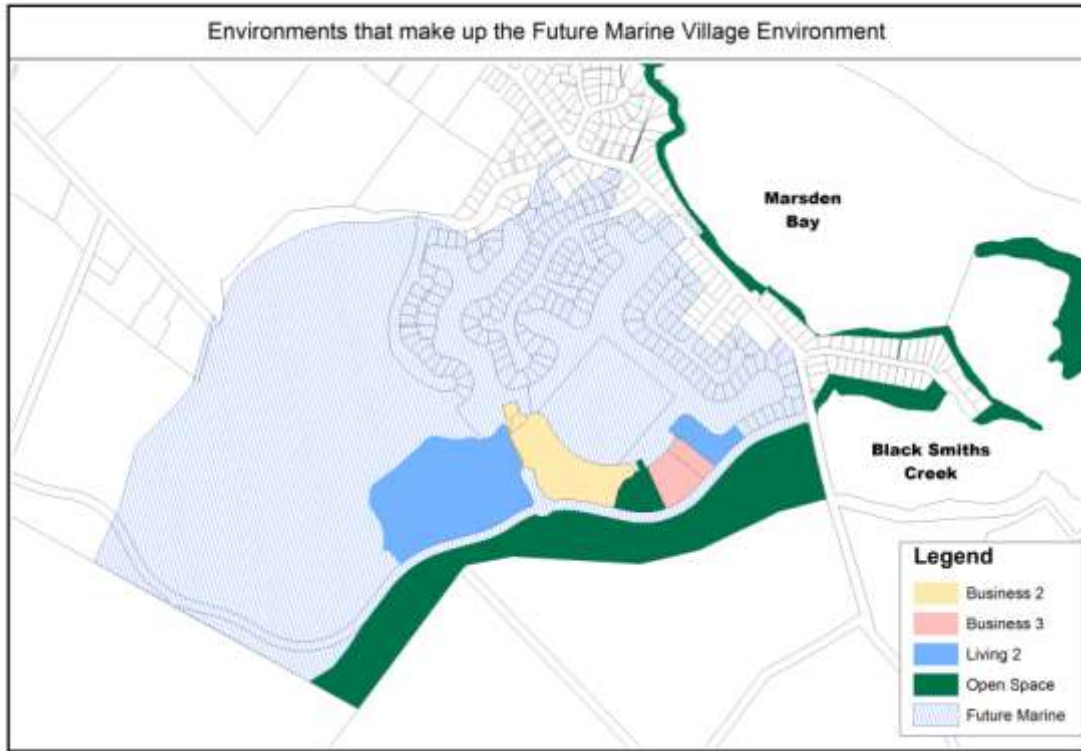 Environments that make up the Future Marine Village Environment
Marsden
Bay
Black Smiths
Creek
Legend
Business 2
Business 3
Living 2
Open Space
Future Marine